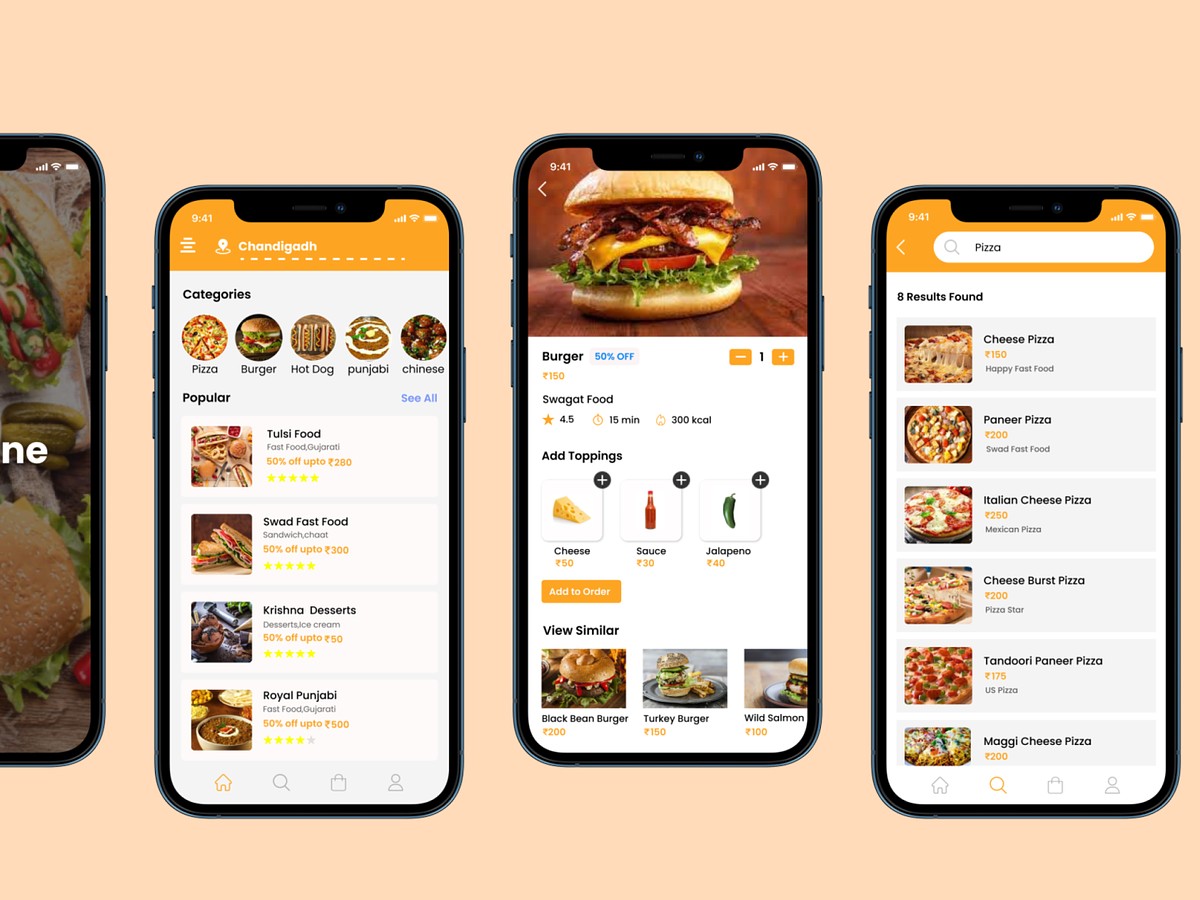 ne
9:41
Chandigadh
Categories
Pizza
Burger
Hot Dog
punjabi
chinese
Popular
See All
Tulsi Food
Fast Food,Gujarati
50% off upto ₹280
Swad Fast Food
Sandwich,chaat
50% off upto ₹300
Krishna Desserts
Desserts,Ice cream
50% off upto ₹50
Royal Punjabi
Fast Food,Gujarati
50% off upto ₹500
9:41
Burger 50% OFF
1
₹150
Swagat Food
4.5
15 min
300 kcal
Add Toppings
Cheese
₹50
Sauce
₹30
Jalapeno
₹40
Add to Order
View Similar
Black Bean Burger
₹200
Turkey Burger
₹150
Wild Salmon
₹100
9:41
Pizza
8 Results Found
Cheese Pizza
₹150
Happy Fast Food
Paneer Pizza
₹200
Swad Fast Food
Italian Cheese Pizza
₹250
Mexican Pizza
Cheese Burst Pizza
₹200
Pizza Star
Tandoori Paneer Pizza
₹175
US Pizza
Maggi Cheese Pizza
₹200